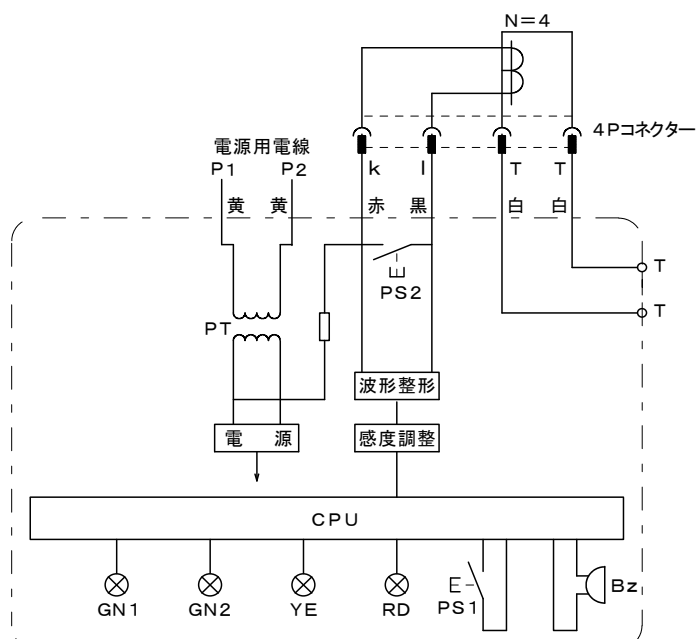 N=4
4Pコネクター
電源用電線
P1 P2 k l T T
黄 黄 赤 黒 白 白
T
PS2
T
PT
波形整形
電 源 感度調整
CPU
GN1 GN2 YE RD PS1 Bz